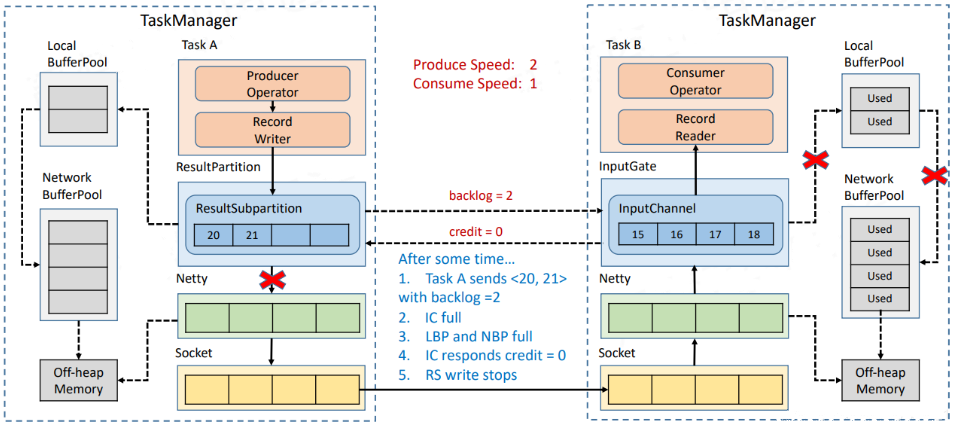 TaskManager
Local
BufferPool
Task A
Producer
Operator
Record
Writer
ResultPartition
ResultSubpartition
20 21
Network
BufferPool
Netty
Socket
Off-heap
Memory
Produce Speed: 2
Consume Speed: 1
backlog = 2
credit = 0
After some time...
1. Task A sends <20, 21>
with backlog =2
2. IC full
3. LBP and NBP full
4. IC responds credit = 0
5. RS write stops
TaskManager
Task B
Consumer
Operator
Record
Reader
InputGate
InputChannel
15 16 17 18
Netty
Socket
Local
BufferPool
Used
Used
Network
BufferPool
Used
Used
Used
Used
Off-heap
Memory